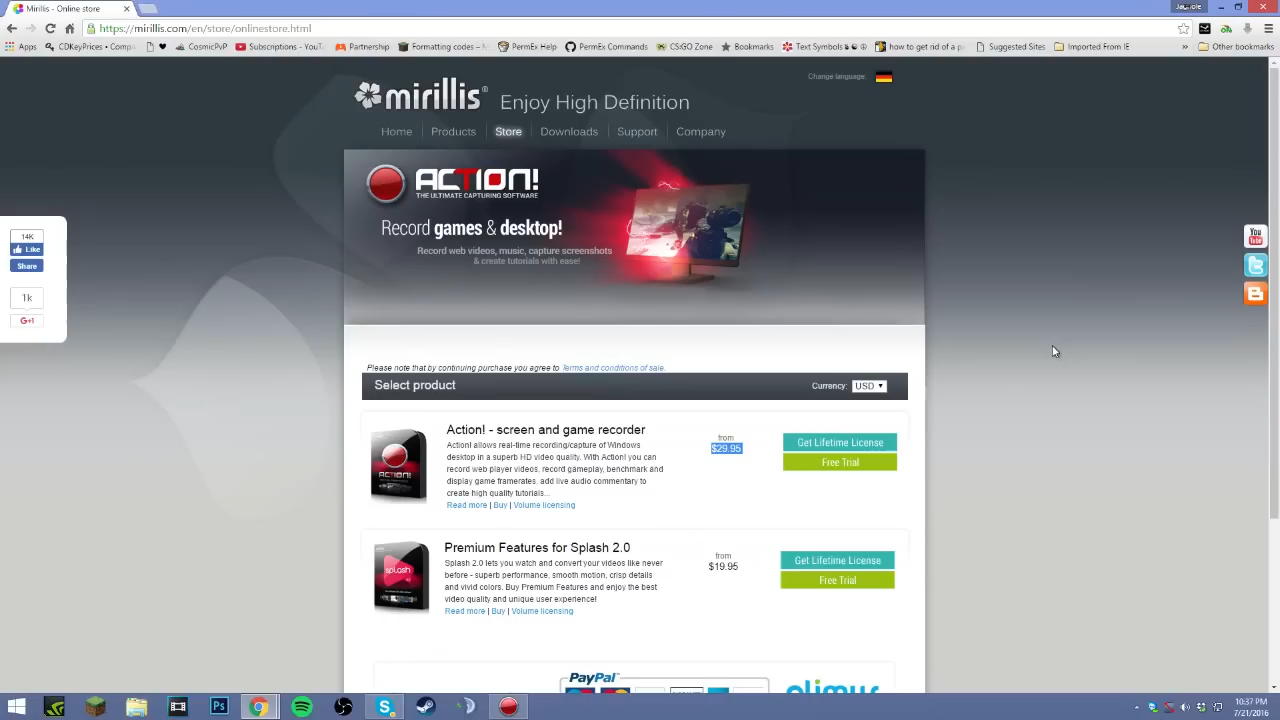 Mirillis - Online store
https://mirillis.com/en/store/onlinestore.html
Apps
CosmicPvP
Subscriptions - YouT
Partnership
Formatting codes - M
PermEx Help
PermEx Commands
CS:GO Zone
Bookmarks
how to get rid of a p
Suggested Sites
Imported From IE
»
Other bookmarks
Change language:
mirillis® Enjoy High Definition
Home
Products
Store
Downloads
Support
Company
ACTION!
THE ULTIMATE CAPTURING SOFTWARE
Record games & desktop!
Record web videos, music, capture screenshots
& create tutorials with ease!
14K
Like
Share
1k
G+1
You
Tube
Please note that by continuing purchase you agree to Terms and conditions of sale.
Select product
Currency: USD
Action! - screen and game recorder
Action! allows real-time recording/capture of Windows
desktop in a superb HD video quality. With Action! you can
record web player videos, record gameplay, benchmark and
display game framerates, add live audio commentary to
create high quality tutorials...
Read more | Buy | Volume licensing
from
$29.95
Get Lifetime License
Free Trial
Premium Features for Splash 2.0
Splash 2.0 lets you watch and convert your videos like never
before - superb performance, smooth motion, crisp details
and vivid colors. Buy Premium Features and enjoy the best
video quality and unique user experience!
Read more | Buy | Volume licensing
from
$19.95
Get Lifetime License
Free Trial
PayPal
10:37 PM
7/21/2016